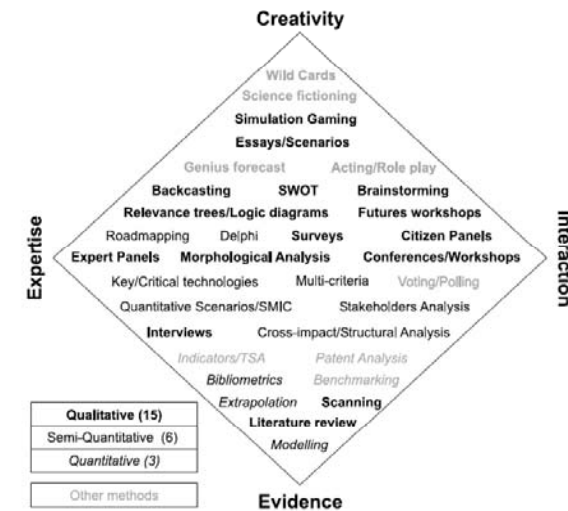 Creativity
Wild Cards
Science fictioning
Simulation Gaming
Essays/Scenarios
Genius forecast Acting/Role play
Backcasting SWOT Brainstorming
Relevance trees/Logic diagrams Futures workshops
Roadmapping Delphi Surveys Citizen Panels
Expertise
Expert Panels Morphological Analysis Conferences/Workshops
Interaction
Key/Critical technologies Multi-criteria Voting/Polling
Quantitative Scenarios/SMIC Stakeholders Analysis
Interviews Cross-impact/Structural Analysis
Indicators/TSA Patent Analysis
Bibliometrics Benchmarking
Extrapolation Scanning
Literature review
Modelling
Evidence
Qualitative (15)
Semi-Quantitative (6)
Quantitative (3)
Other methods